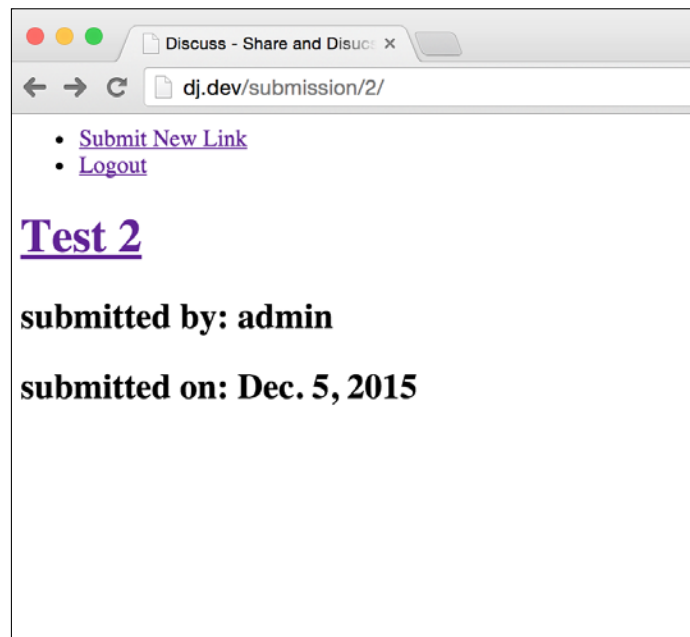 Discuss - Share and Disucs
dj.dev/submission/2/
Submit New Link
Logout
Test 2
submitted by: admin
submitted on: Dec. 5, 2015